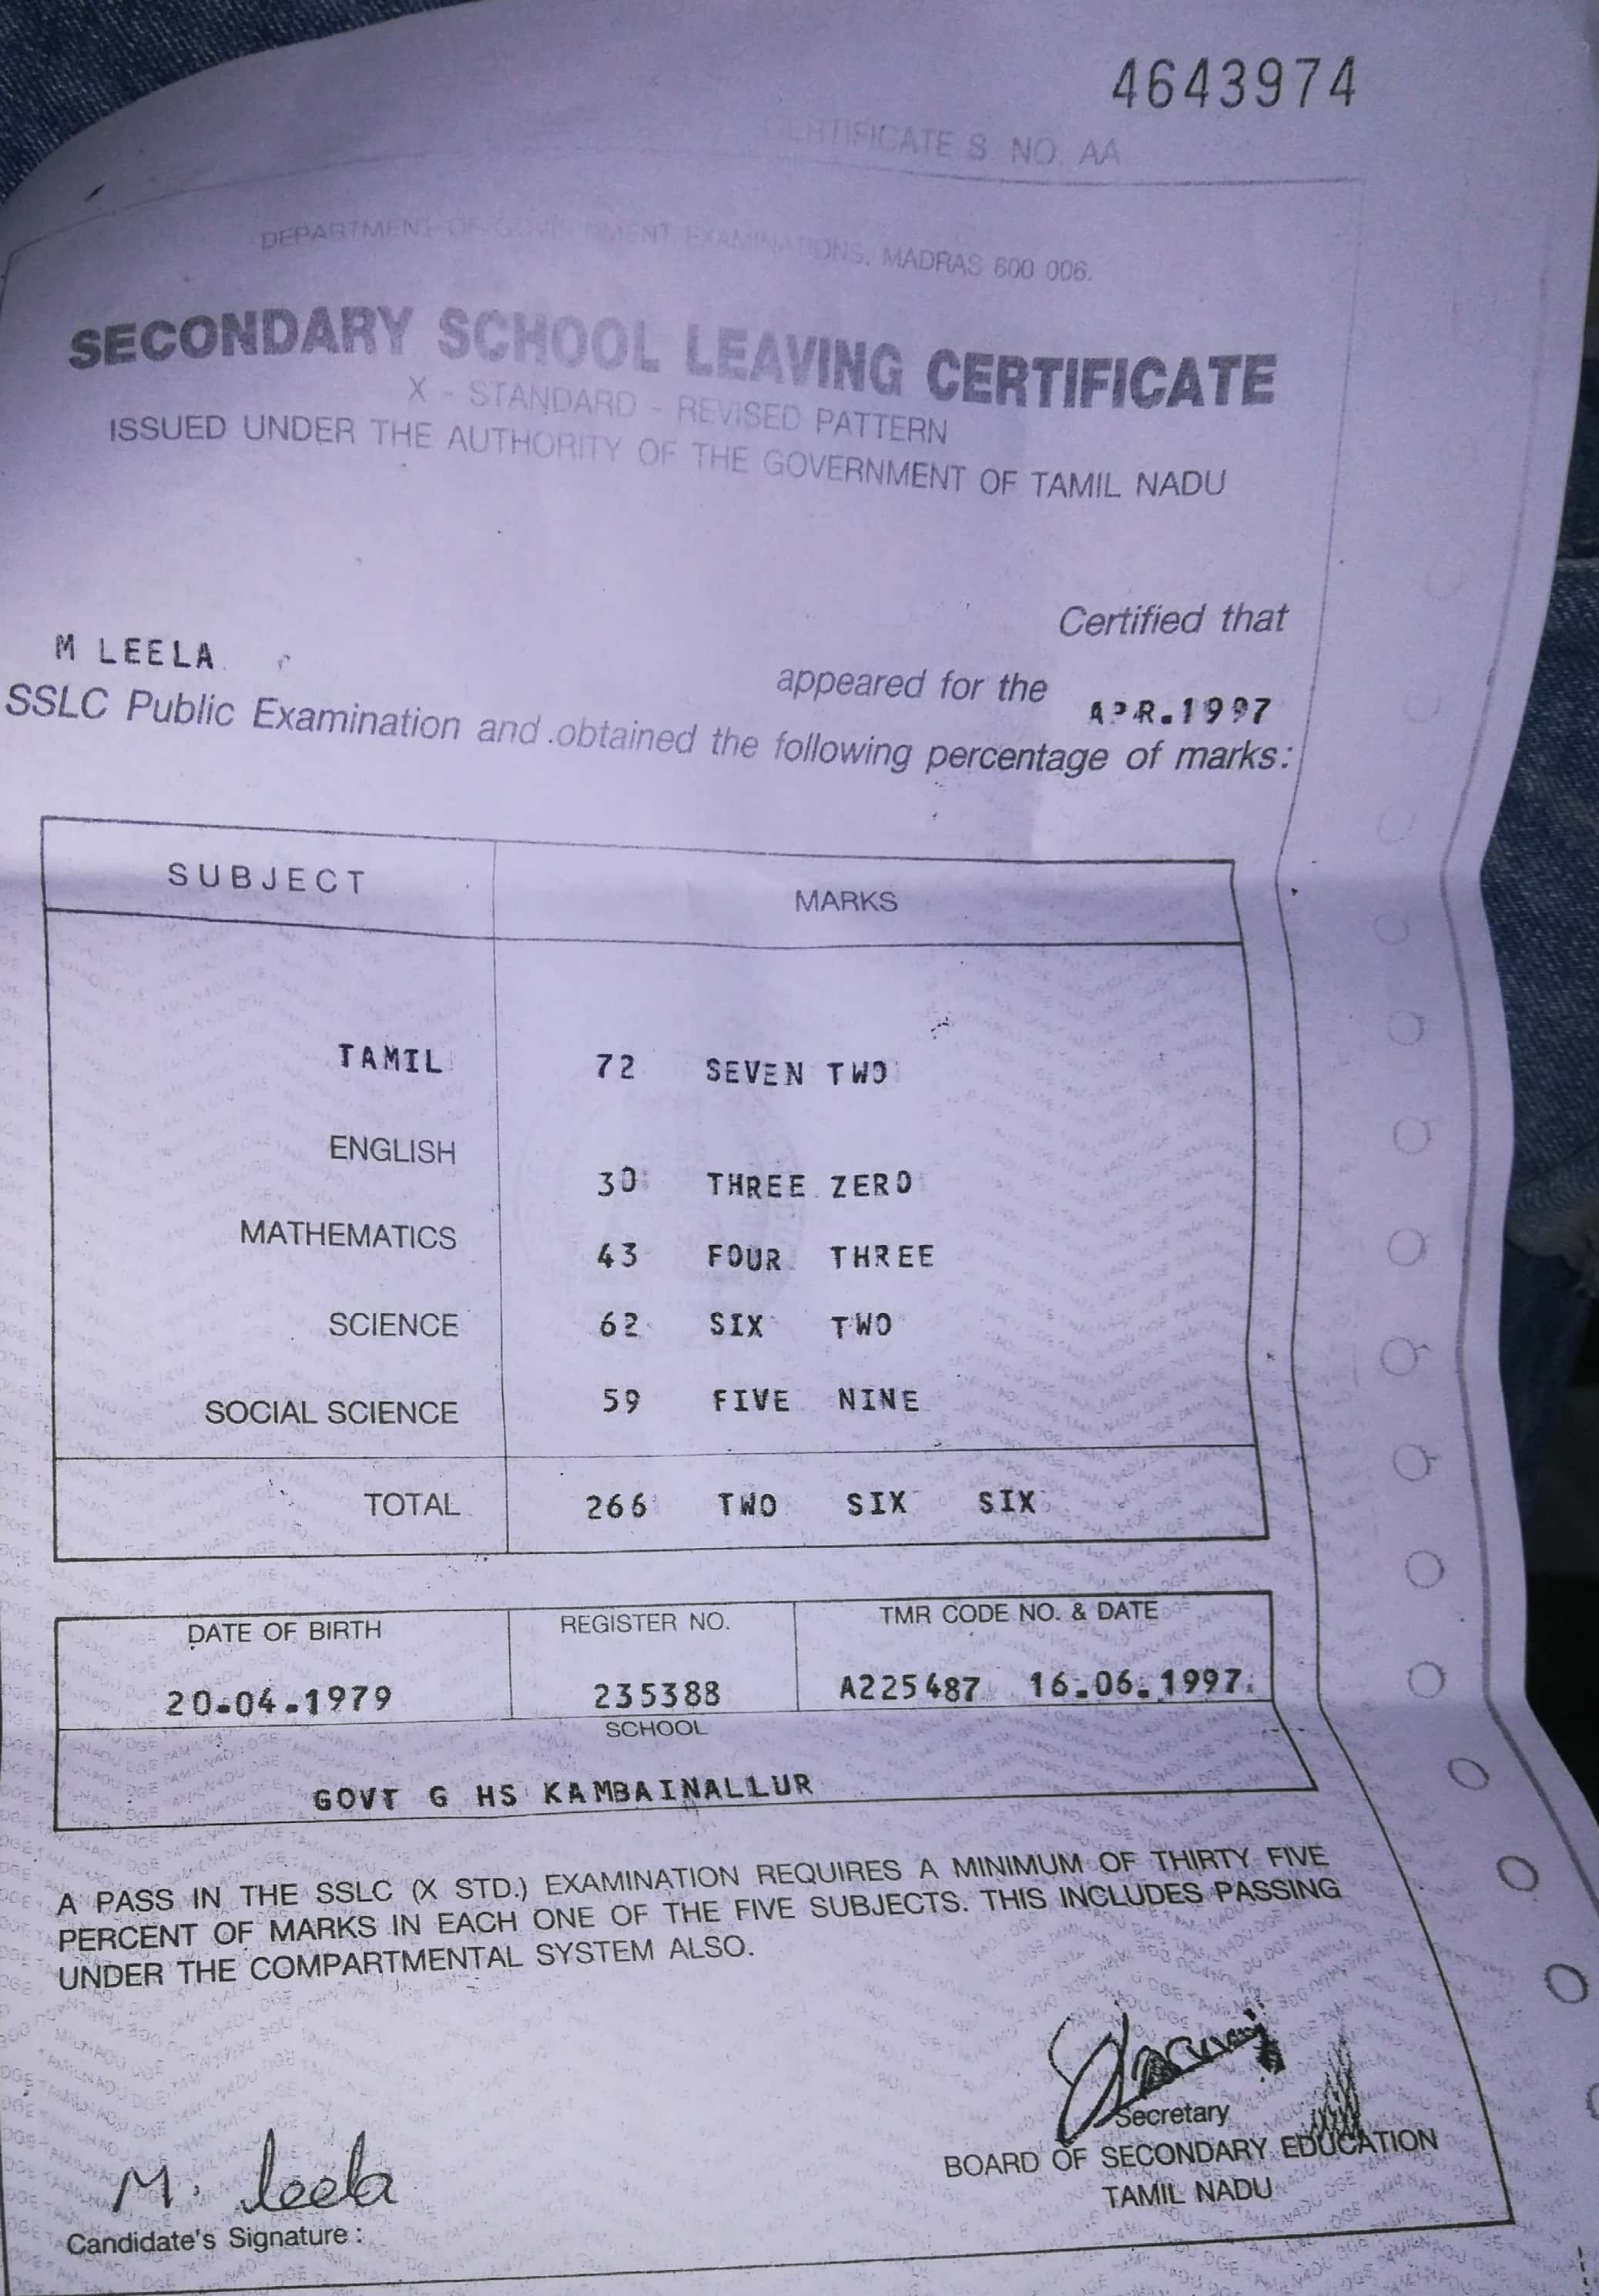 4643974
CERTIFICATE S. NO. AA
DEPARTMENT OF GOVERNMENT EXAMINATIONS, MADRAS 600 006.
SECONDARY SCHOOL LEAVING CERTIFICATE
X - STANDARD - REVISED PATTERN
ISSUED UNDER THE AUTHORITY OF THE GOVERNMENT OF TAMIL NADU
Certified that
M LEELA appeared for the APR.1997
SSLC Public Examination and obtained the following percentage of marks:
SUBJECT MARKS
TAMIL 72 SEVEN TWO
ENGLISH 30 THREE ZERO
MATHEMATICS 43 FOUR THREE
SCIENCE 62 SIX TWO
SOCIAL SCIENCE 59 FIVE NINE
TOTAL 266 TWO SIX SIX
DATE OF BIRTH REGISTER NO. TMR CODE NO. & DATE
20.04.1979 235388 A225487 16.06.1997
SCHOOL
GOVT G HS KAMBAINALLUR
A PASS IN THE SSLC (X STD.) EXAMINATION REQUIRES A MINIMUM OF THIRTY FIVE
PERCENT OF MARKS IN EACH ONE OF THE FIVE SUBJECTS. THIS INCLUDES PASSING
UNDER THE COMPARTMENTAL SYSTEM ALSO.
Secretary
BOARD OF SECONDARY EDUCATION
TAMIL NADU
M. Leela
Candidate's Signature :